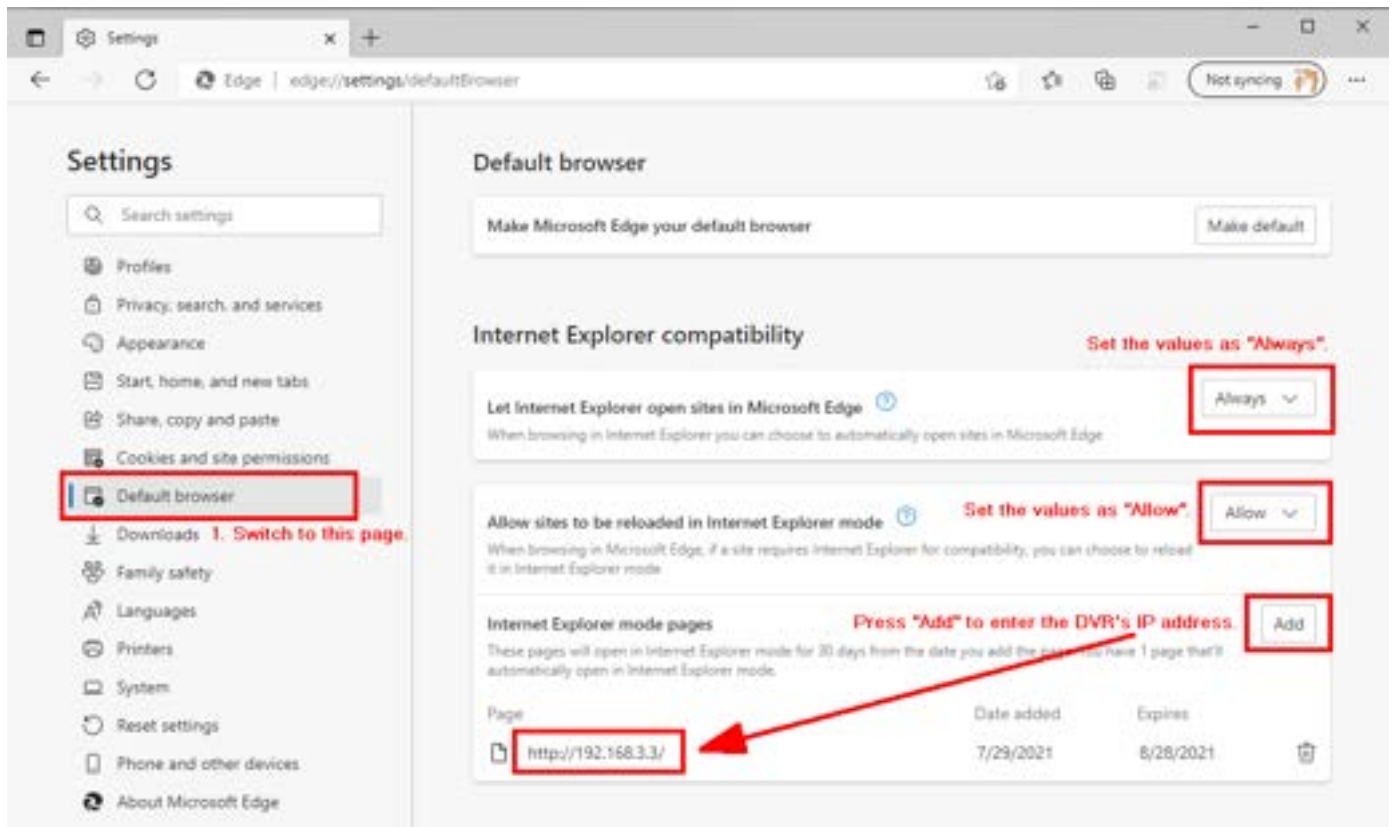 Settings
Edge | edge://settings/defaultBrowser
Not syncing
Settings
Search settings
Profiles
Privacy, search, and services
Appearance
Start, home, and new tabs
Share, copy and paste
Cookies and site permissions
Default browser
Downloads 1. Switch to this page.
Family safety
Languages
Printers
System
Reset settings
Phone and other devices
About Microsoft Edge
Default browser
Make Microsoft Edge your default browser
Make default
Internet Explorer compatibility
Set the values as "Always".
Let Internet Explorer open sites in Microsoft Edge
Always
When browsing in Internet Explorer you can choose to automatically open sites in Microsoft Edge
Allow sites to be reloaded in Internet Explorer mode
Set the values as "Allow".
Allow
When browsing in Microsoft Edge, if a site requires Internet Explorer for compatibility, you can choose to reload
it in Internet Explorer mode
Internet Explorer mode pages
Press "Add" to enter the DVR's IP address.
Add
These pages will open in Internet Explorer mode for 30 days from the date you add the page. You have 1 page that'll
automatically open in Internet Explorer mode.
Page Date added Expires
http://192.168.3.3/ 7/29/2021 8/28/2021